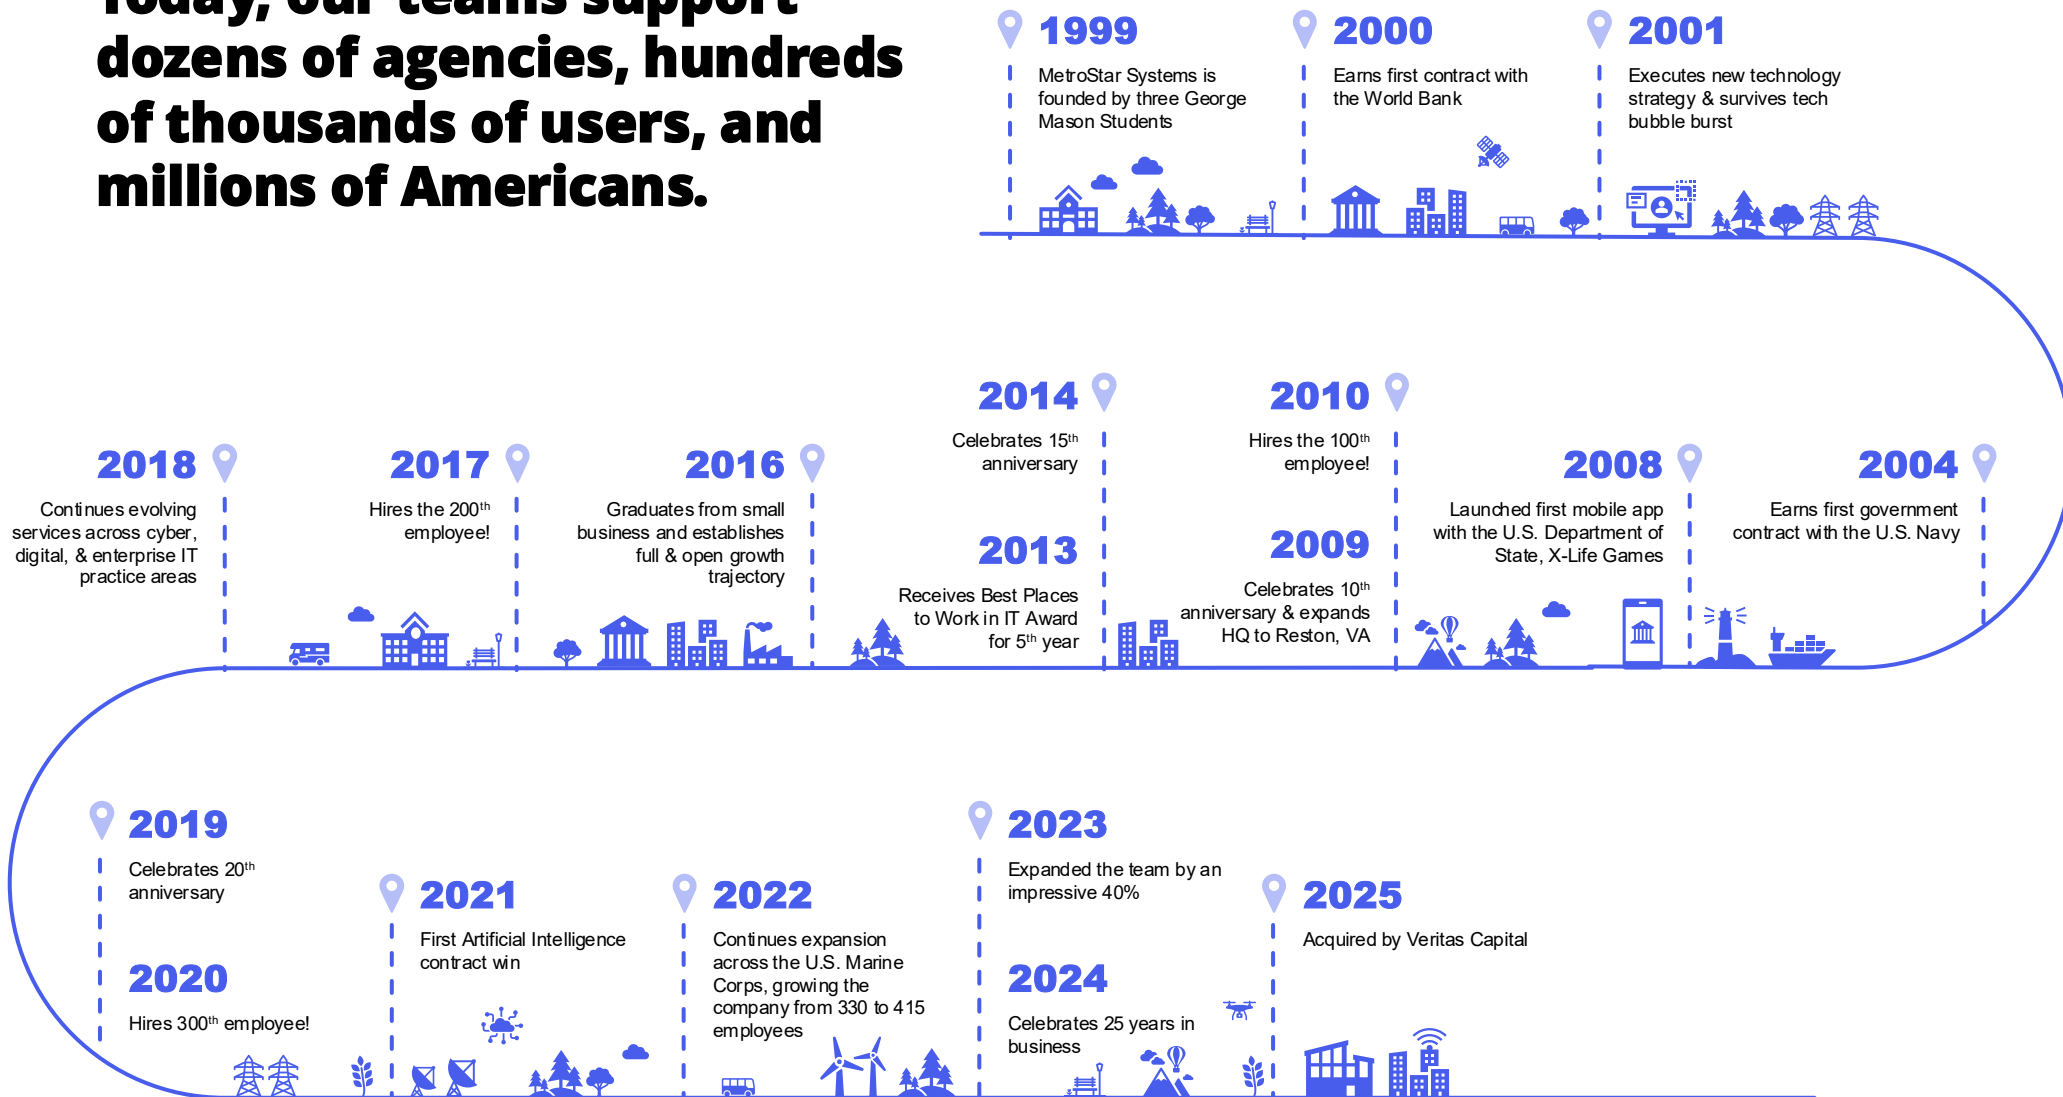 Today, our teams support
dozens of agencies, hundreds
of thousands of users, and
millions of Americans.
1999
MetroStar Systems is
founded by three George
Mason Students
2000
Earns first contract with
the World Bank
2001
Executes new technology
strategy & survives tech
bubble burst
2004
Earns first government
contract with the U.S. Navy
2008
Launched first mobile app
with the U.S. Department of
State, X-Life Games
2010
Hires the 100th
employee!
2009
Celebrates 10th
anniversary & expands
HQ to Reston, VA
2014
Celebrates 15th
anniversary
2013
Receives Best Places
to Work in IT Award
for 5th year
2016
Graduates from small
business and establishes
full & open growth
trajectory
2017
Hires the 200th
employee!
2018
Continues evolving
services across cyber,
digital, & enterprise IT
practice areas
2019
Celebrates 20th
anniversary
2020
Hires 300th employee!
2021
First Artificial Intelligence
contract win
2022
Continues expansion
across the U.S. Marine
Corps, growing the
company from 330 to 415
employees
2023
Expanded the team by an
impressive 40%
2024
Celebrates 25 years in
business
2025
Acquired by Veritas Capital